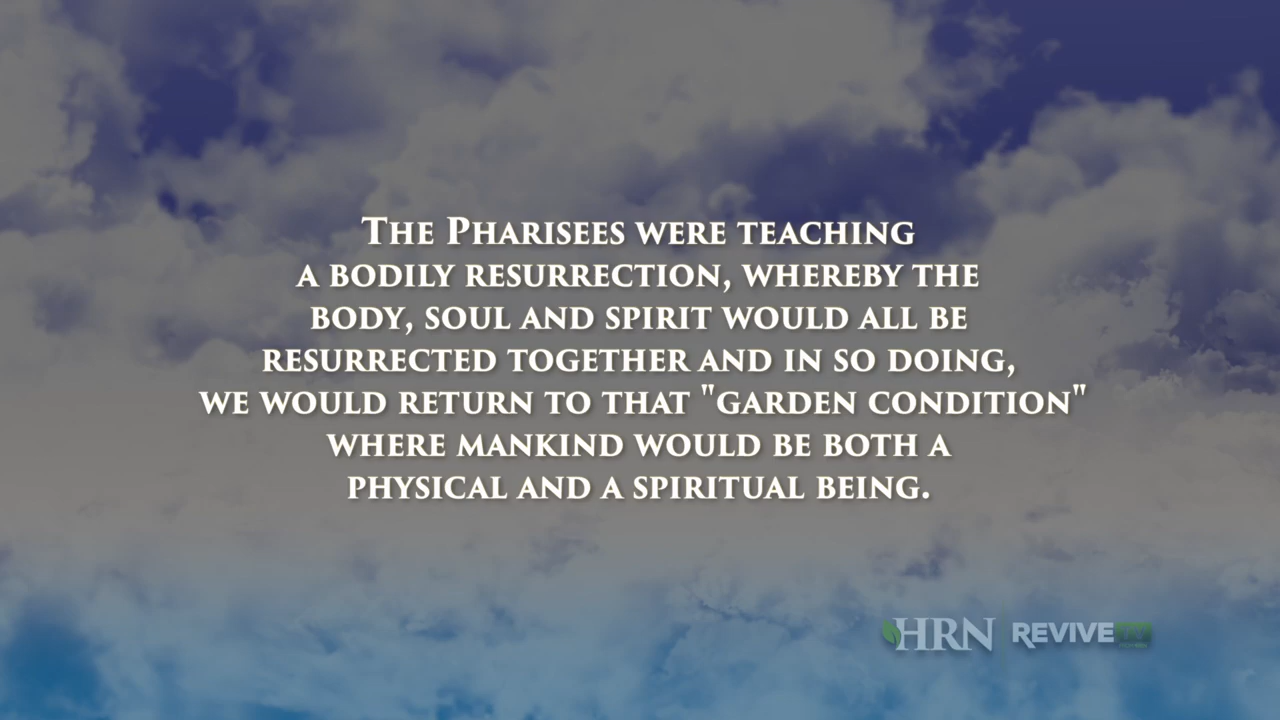 The Pharisees were teaching
a bodily resurrection, whereby the
body, soul and spirit would all be
resurrected together and in so doing,
we would return to that "garden condition"
where mankind would be both a
physical and a spiritual being.
HRN REVIVE TV